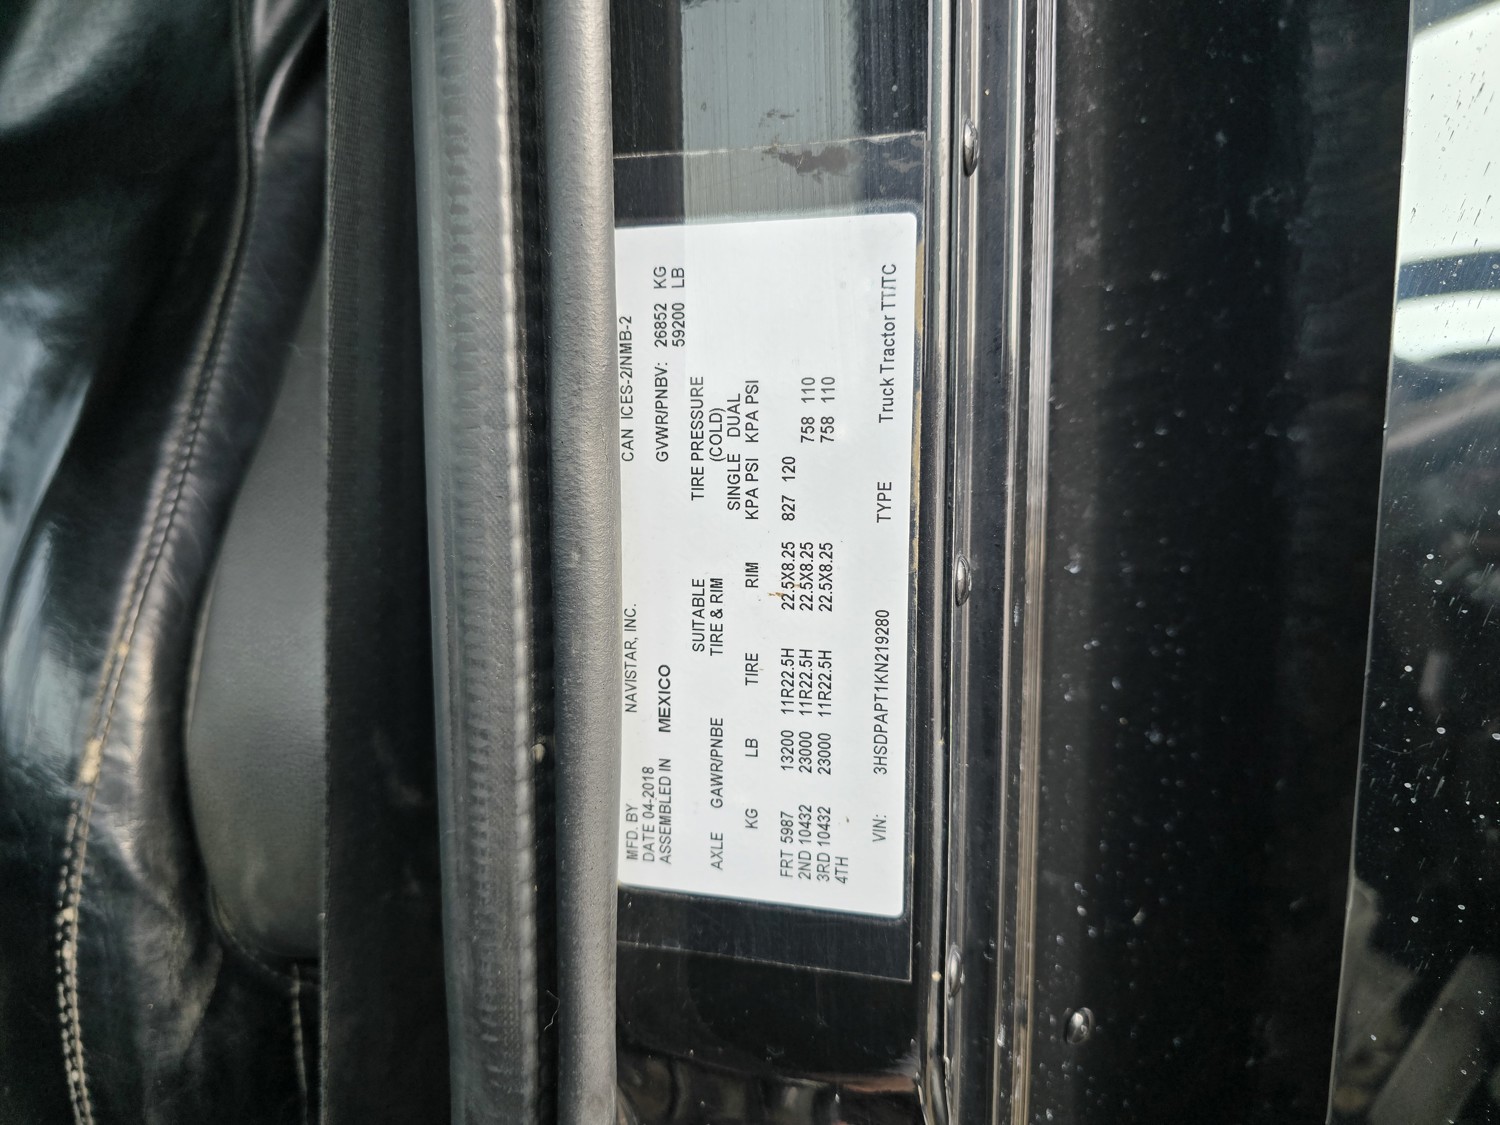 MFD. BY NAVISTAR, INC. CAN ICES-2/NMB-2
DATE 04-2018
ASSEMBLED IN MEXICO GVWR/PNBV: 26852 KG
59200 LB
SUITABLE TIRE PRESSURE
AXLE GAWR/PNBE TIRE & RIM (COLD)
SINGLE DUAL
KG LB TIRE RIM KPA PSI KPA PSI
FRT 5987 13200 11R22.5H 22.5X8.25 827 120
2ND 10432 23000 11R22.5H 22.5X8.25 758 110
3RD 10432 23000 11R22.5H 22.5X8.25 758 110
4TH -
VIN: 3HSDPAPT1KN219280 TYPE Truck Tractor TT/TC